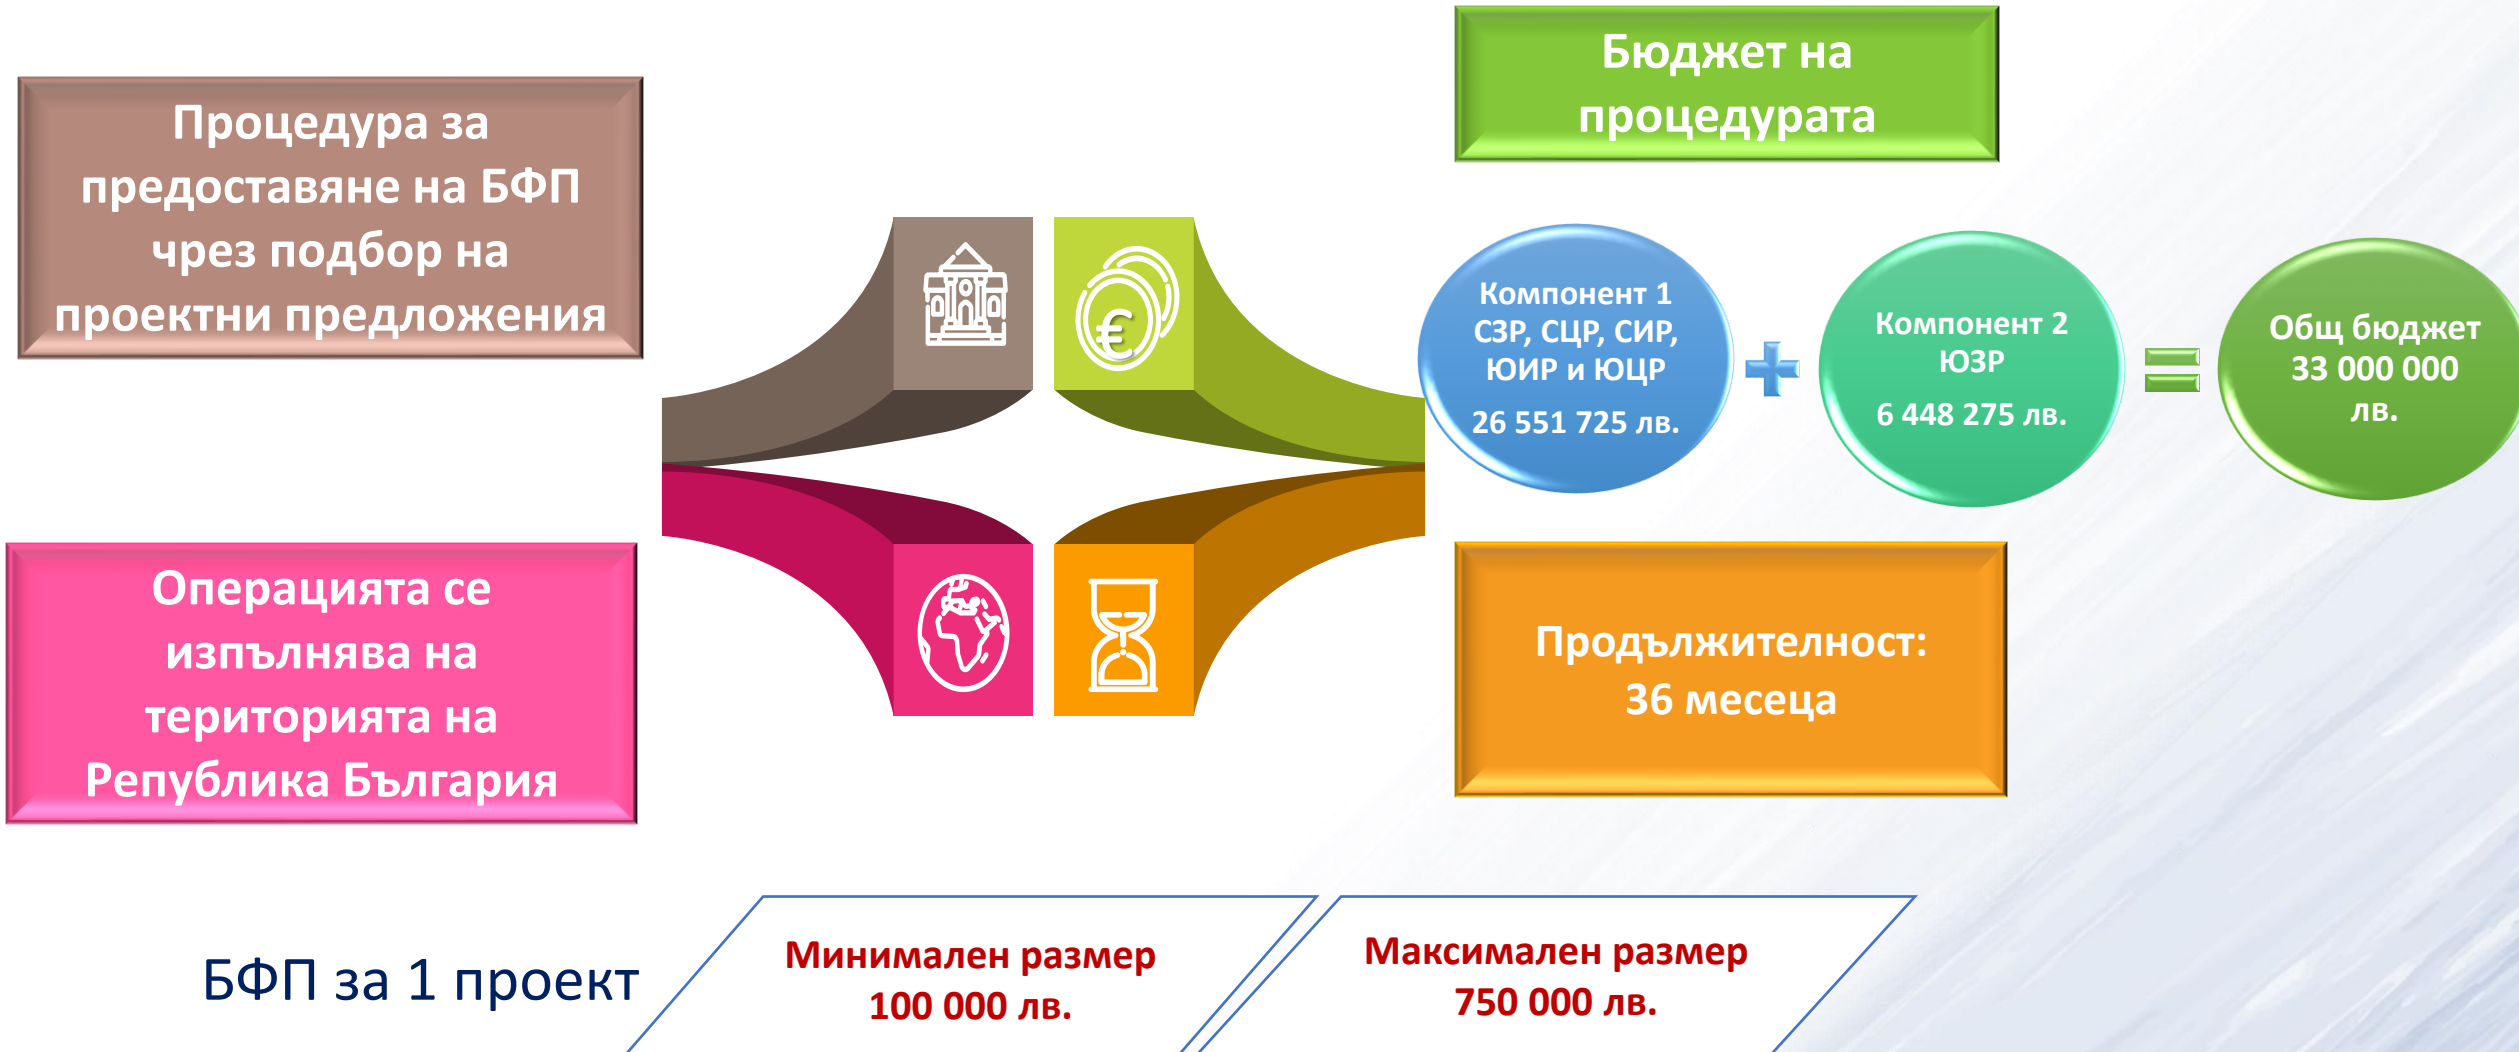 Процедура за
предоставяне на БФП
чрез подбор на
проектни предложения
Бюджет на
процедурата
€
Компонент 1
СЗР, СЦР, СИР,
ЮИР и ЮЦР
26 551 725 лв.
Компонент 2
ЮЗР
6 448 275 лв.
Общ бюджет
33 000 000
лв.
Операцията се
изпълнява на
територията на
Република България
Продължителност:
36 месеца
БФП за 1 проект
Минимален размер
100 000 лв.
Максимален размер
750 000 лв.